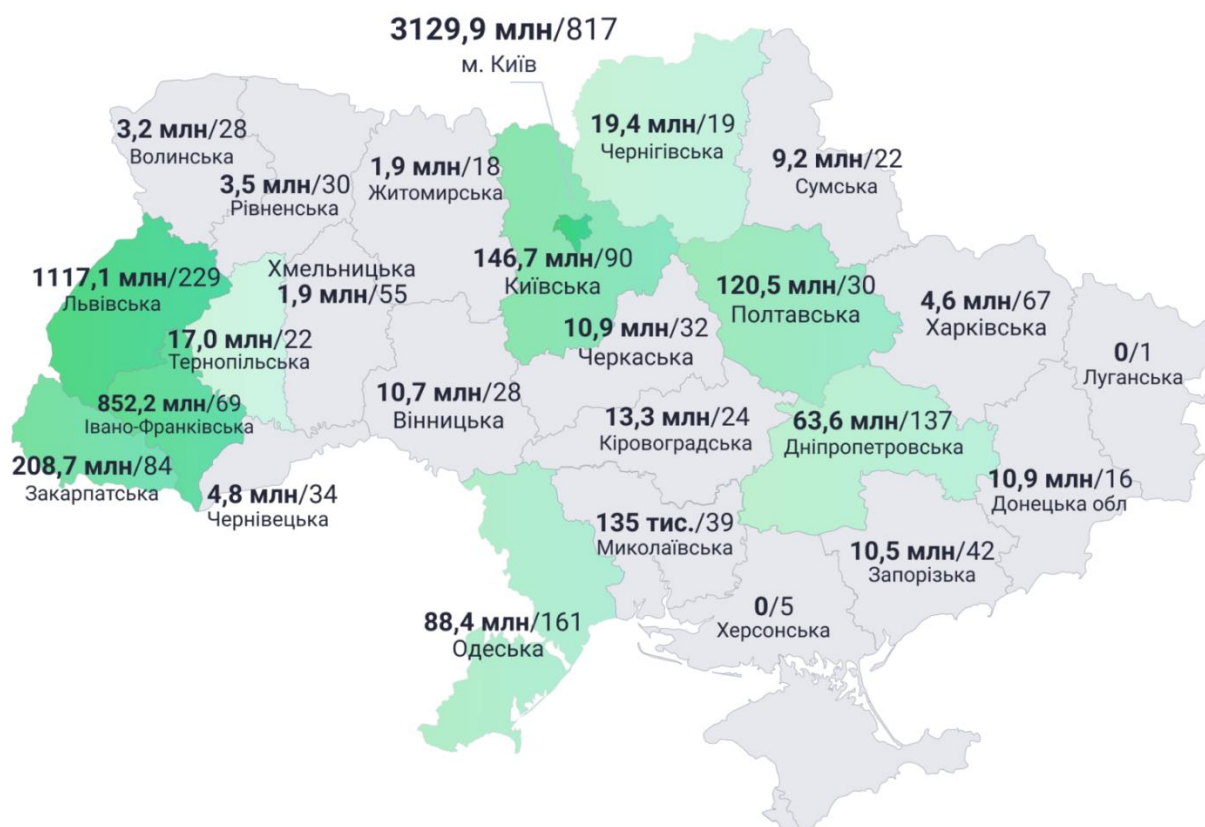 3129,9 млн/817
м. Київ
19,4 млн/19
Чернігівська
3,2 млн/28
Волинська
9,2 млн/22
Сумська
1,9 млн/18
Житомирська
3,5 млн/30
Рівненська
146,7 млн/90
Київська
1117,1 млн/229
Львівська
Хмельницька
1,9 млн/55
120,5 млн/30
Полтавська
4,6 млн/67
Харківська
17,0 млн/22
Тернопільська
10,9 млн/32
Черкаська
0/1
Луганська
852,2 млн/69
Івано-Франківська
10,7 млн/28
Вінницька
13,3 млн/24
Кіровоградська
63,6 млн/137
Дніпропетровська
208,7 млн/84
Закарпатська
4,8 млн/34
Чернівецька
10,9 млн/16
Донецька обл
135 тис./39
Миколаївська
10,5 млн/42
Запорізька
0/5
Херсонська
88,4 млн/161
Одеська